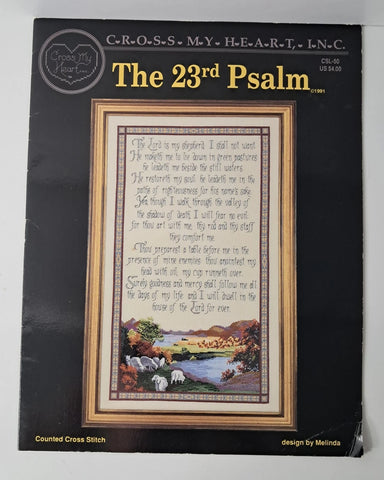 C·R·O·S·S M·Y H·E·A·R·T, I·N·C.
Cross My
Heart
CSL-50
US $4.00
The 23rd Psalm
©1991
The Lord is my shepherd I shall not want
He maketh me to lie down in green pastures
he leadeth me beside the still waters.
He restoreth my soul, he leadeth me in the
paths of righteousness for his name's sake.
Yea though I walk through the valley of
the shadow of death, I will fear no evil:
for thou art with me, thy rod and thy staff
they comfort me.
Thou preparest a table before me in the
presence of mine enemies: thou anointest my
head with oil, my cup runneth over.
Surely goodness and mercy shall follow me all
the days of my life: and I will dwell in the
house of the Lord for ever.
Counted Cross Stitch
design by Melinda